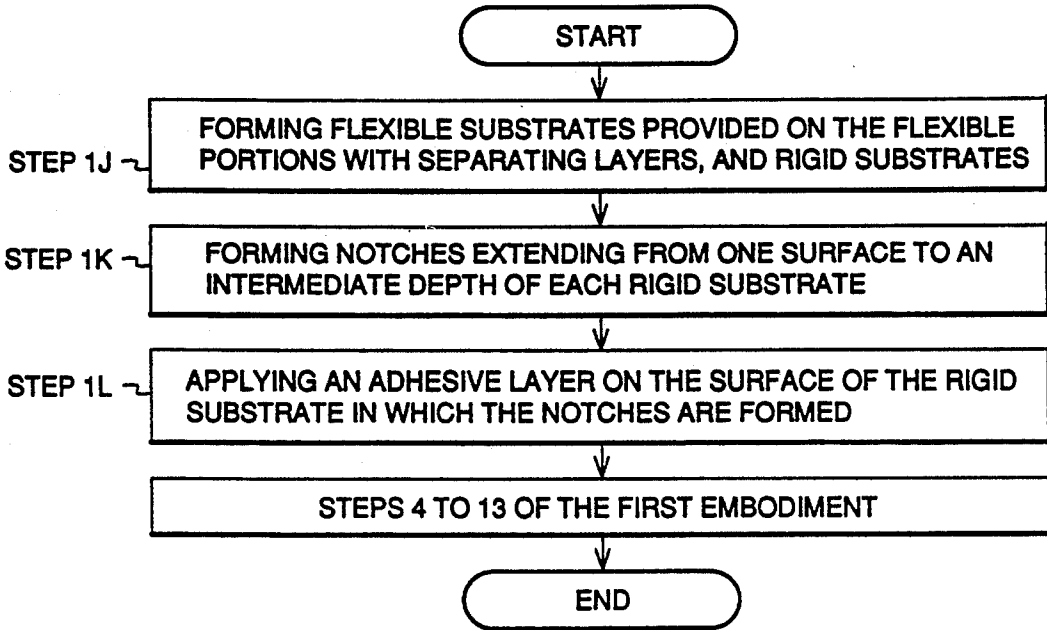 START
STEP 1J
FORMING FLEXIBLE SUBSTRATES PROVIDED ON THE FLEXIBLE
PORTIONS WITH SEPARATING LAYERS, AND RIGID SUBSTRATES
STEP 1K
FORMING NOTCHES EXTENDING FROM ONE SURFACE TO AN
INTERMEDIATE DEPTH OF EACH RIGID SUBSTRATE
STEP 1L
APPLYING AN ADHESIVE LAYER ON THE SURFACE OF THE RIGID
SUBSTRATE IN WHICH THE NOTCHES ARE FORMED
STEPS 4 TO 13 OF THE FIRST EMBODIMENT
END